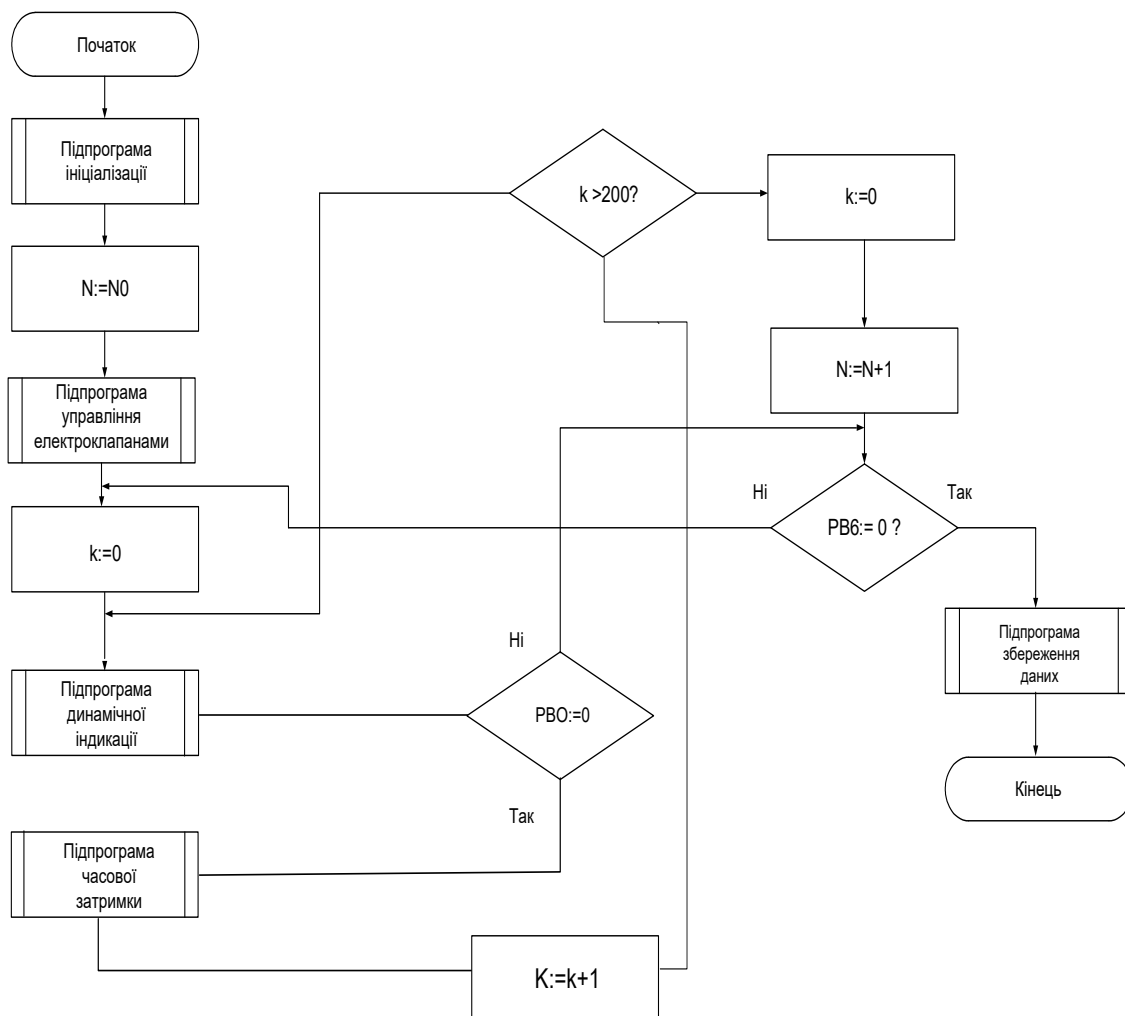 Початок
Підпрограма
ініціалізації
N:=N0
Підпрограма
управління
електроклапанами
k:=0
Підпрограма
динамічної
індикації
Підпрограма
часової
затримки
k >200?
k:=0
N:=N+1
Ні
Так
PB6:= 0 ?
Ні
PBO:=0
Так
K:=k+1
Підпрограма
збереження
даних
Кінець